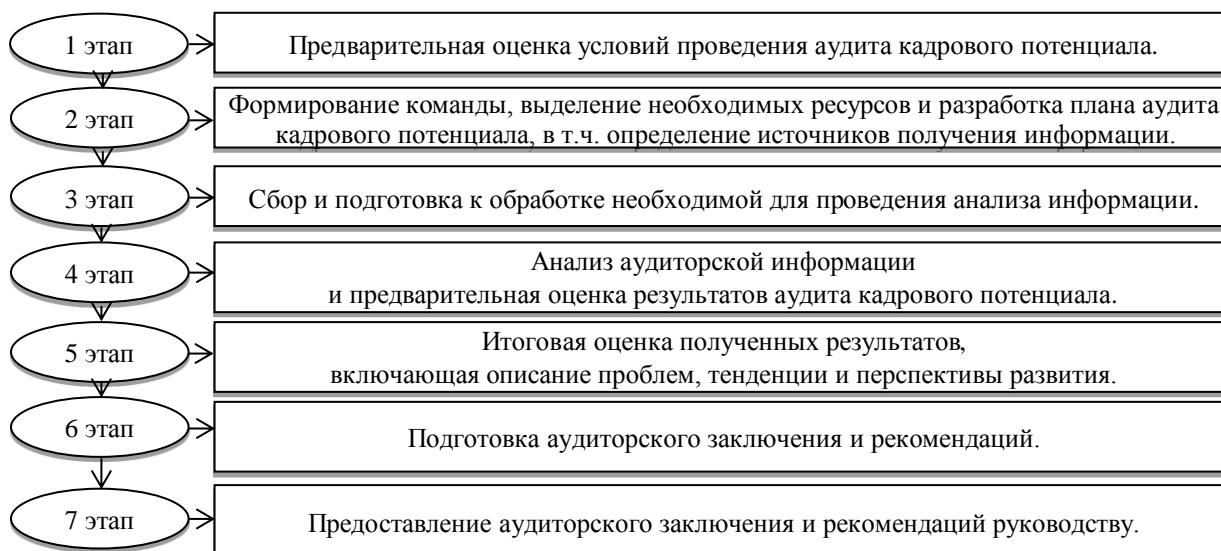 1 этап
Предварительная оценка условий проведения аудита кадрового потенциала.
2 этап
Формирование команды, выделение необходимых ресурсов и разработка плана аудита
кадрового потенциала, в т.ч. определение источников получения информации.
3 этап
Сбор и подготовка к обработке необходимой для проведения анализа информации.
4 этап
Анализ аудиторской информации
и предварительная оценка результатов аудита кадрового потенциала.
5 этап
Итоговая оценка полученных результатов,
включающая описание проблем, тенденции и перспективы развития.
6 этап
Подготовка аудиторского заключения и рекомендаций.
7 этап
Предоставление аудиторского заключения и рекомендаций руководству.